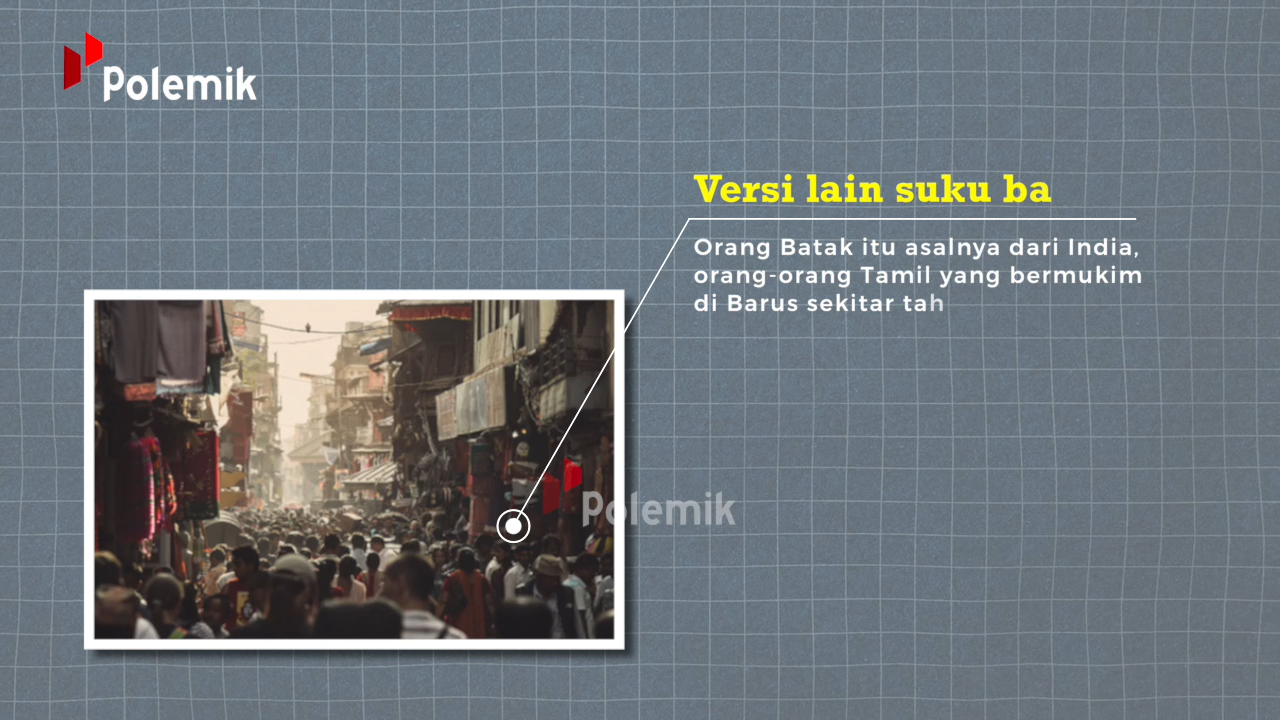 Polemik
Versi lain suku ba
Orang Batak itu asalnya dari India,
orang-orang Tamil yang bermukim
di Barus sekitar tah
Polemik